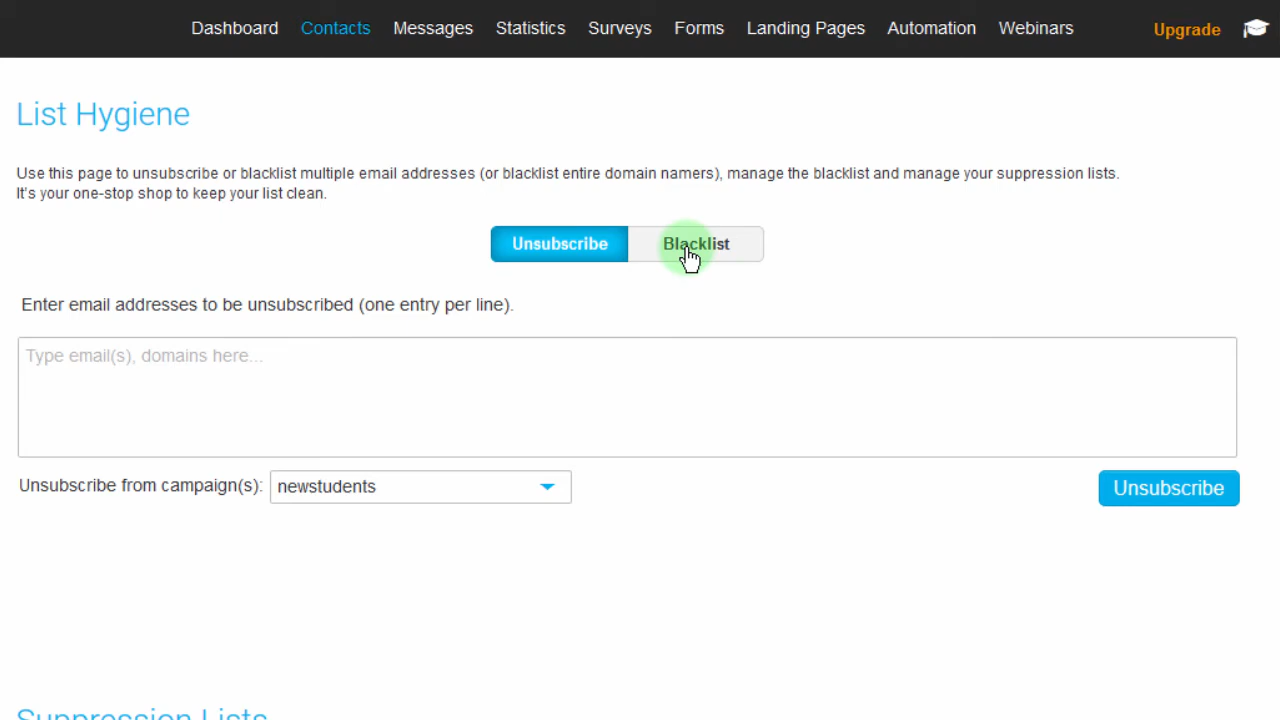 Dashboard Contacts Messages Statistics Surveys Forms Landing Pages Automation Webinars Upgrade
List Hygiene
Use this page to unsubscribe or blacklist multiple email addresses (or blacklist entire domain namers), manage the blacklist and manage your suppression lists.
It's your one-stop shop to keep your list clean.
Unsubscribe Blacklist
Enter email addresses to be unsubscribed (one entry per line).
Type email(s), domains here...
Unsubscribe from campaign(s): newstudents Unsubscribe
Suppression Lists